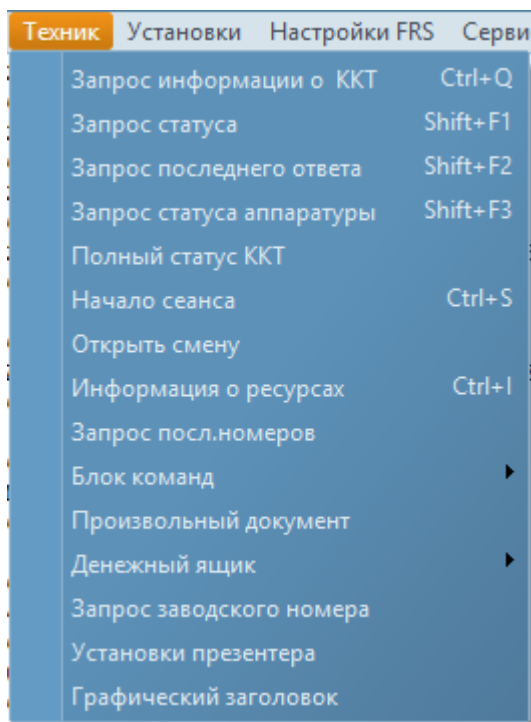 Техник Установки Настройки FRS Серви
Запрос информации о ККТ Ctrl+Q
Запрос статуса Shift+F1
Запрос последнего ответа Shift+F2
Запрос статуса аппаратуры Shift+F3
Полный статус ККТ
Начало сеанса Ctrl+S
Открыть смену
Информация о ресурсах Ctrl+I
Запрос посл.номеров
Блок команд
Произвольный документ
Денежный ящик
Запрос заводского номера
Установки презентера
Графический заголовок